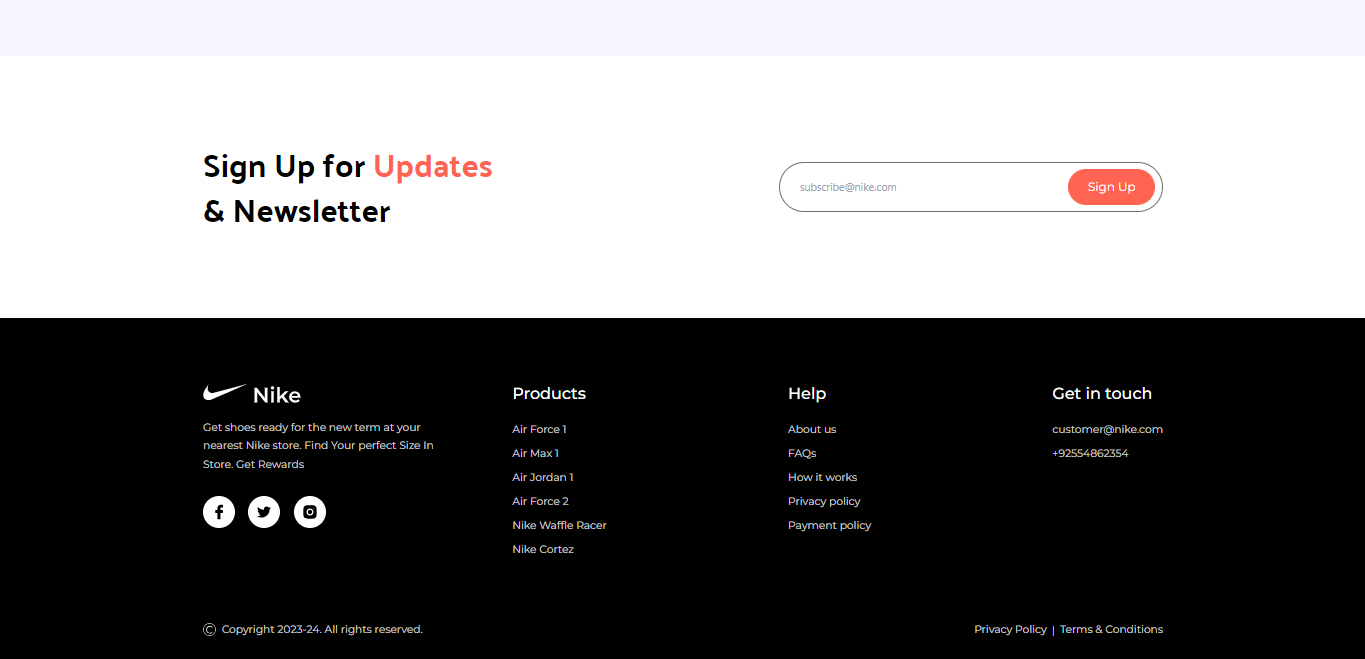 Sign Up for Updates
& Newsletter
subscribe@nike.com
Sign Up
Nike
Get shoes ready for the new term at your
nearest Nike store. Find Your perfect Size In
Store. Get Rewards
Products
Air Force 1
Air Max 1
Air Jordan 1
Air Force 2
Nike Waffle Racer
Nike Cortez
Help
About us
FAQs
How it works
Privacy policy
Payment policy
Get in touch
customer@nike.com
+92554862354
© Copyright 2023-24. All rights reserved.
Privacy Policy | Terms & Conditions